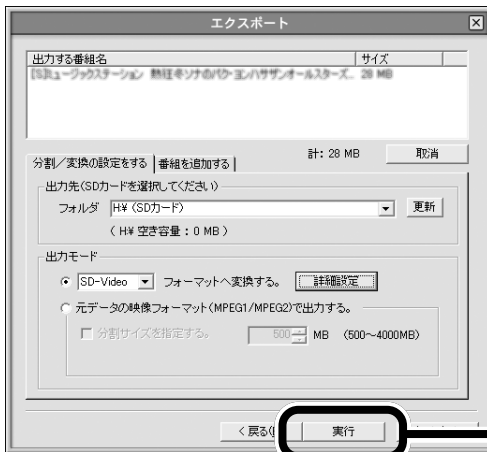 エクスポート
出力する番組名 サイズ
28 MB
計: 28 MB 取消
分割／変換の設定をする 番組を追加する
出力先(SDカードを選択してください)
フォルダ H¥ (SDカード) 更新
( H¥ 空き容量 : 0 MB )
出力モード
SD-Video フォーマットへ変換する。 詳細設定
元データの映像フォーマット(MPEG1/MPEG2)で出力する。
分割サイズを指定する。 500 MB (500～4000MB)
< 戻る( 実行